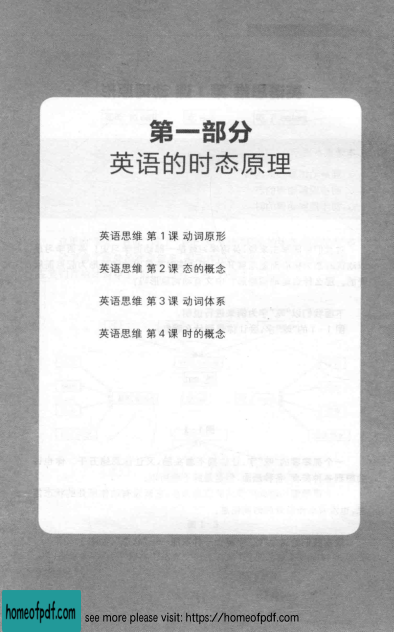 第一部分
英语的时态原理
英语思维 第1课 动词原形
英语思维 第2课 态的概念
英语思维 第3课 动词体系
英语思维 第4课 时的概念
homeofpdf.com
see more please visit: https://homeofpdf.com